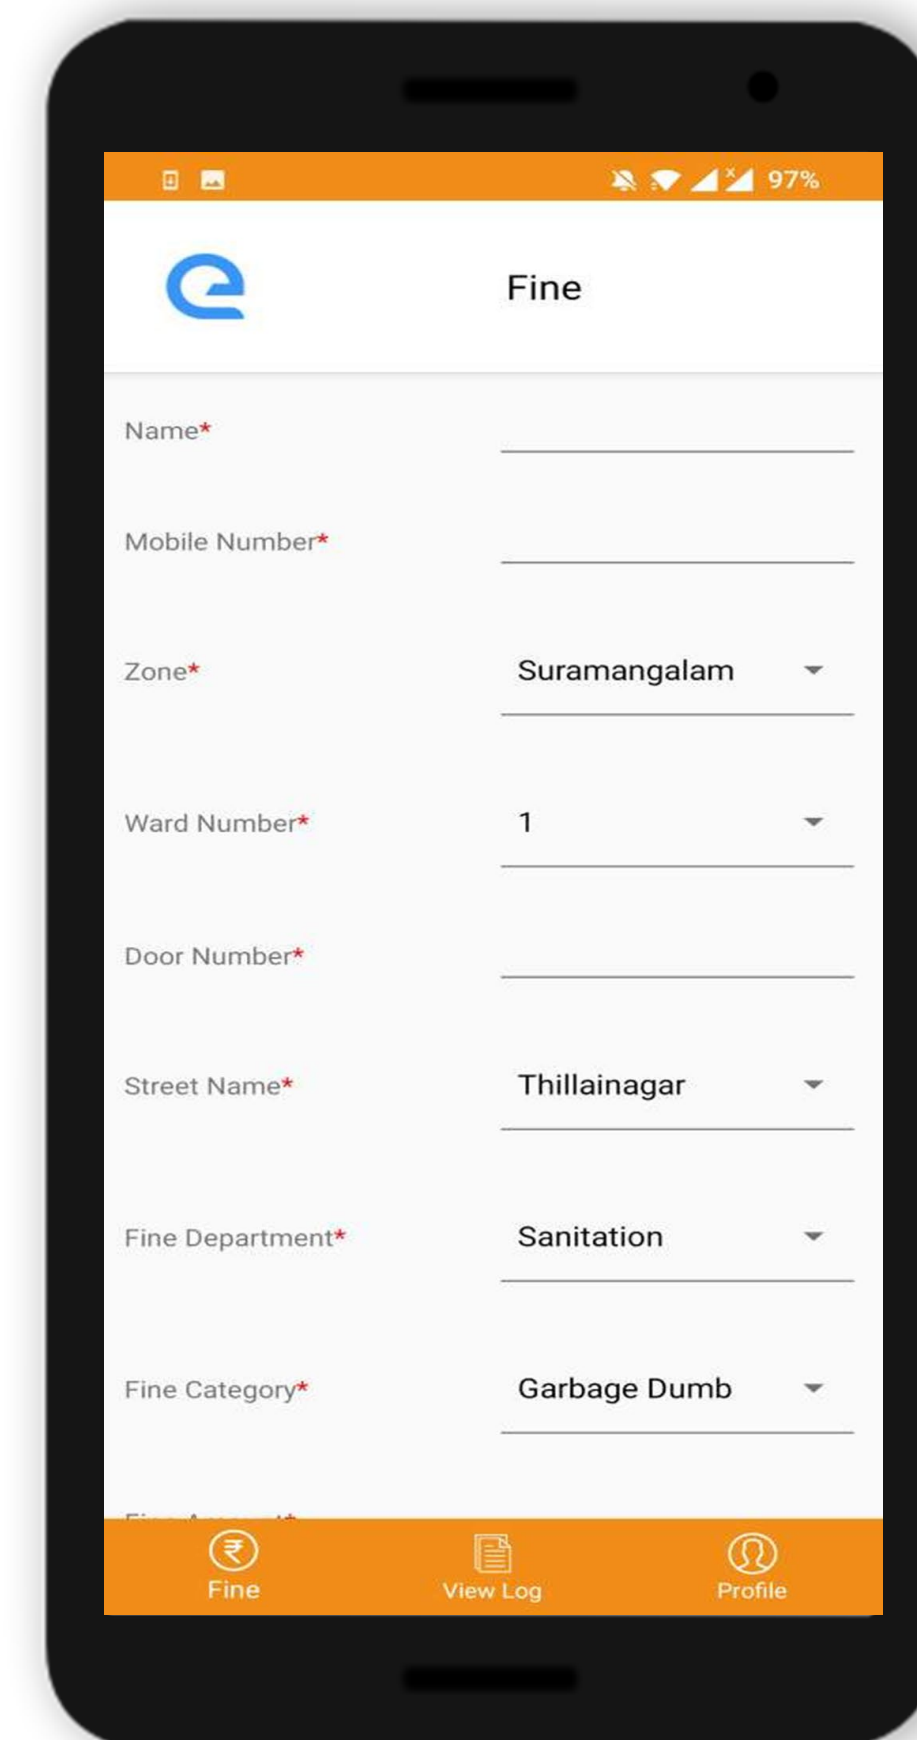 97%
Fine
Name*
Mobile Number*
Zone* Suramangalam
Ward Number* 1
Door Number*
Street Name* Thillainagar
Fine Department* Sanitation
Fine Category* Garbage Dumb
Fine View Log Profile